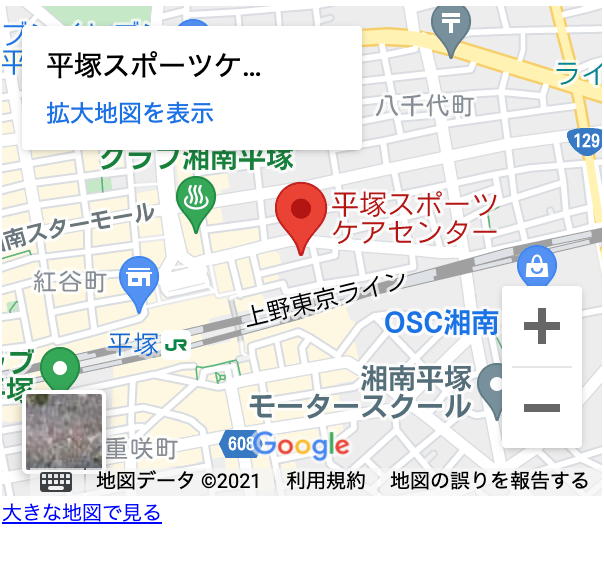 平塚スポーツケ...
拡大地図を表示
八千代町
129
クラブ湘南平塚
平塚スポーツ
ケアセンター
南スターモール
紅谷町
上野東京ライン
平塚
JR
OSC湘南
湘南平塚
モータースクール
重咲町
608
Google
地図データ ©2021
利用規約
地図の誤りを報告する
大きな地図で見る